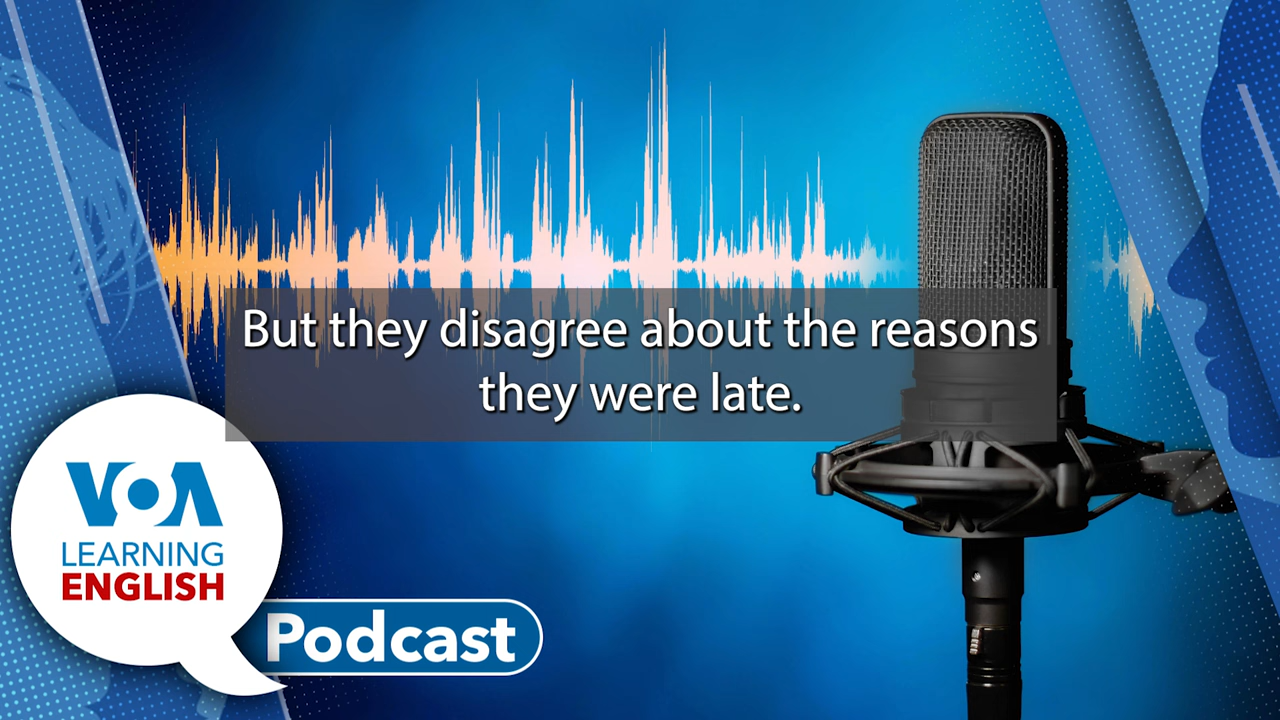 But they disagree about the reasons
they were late.
VOA
LEARNING
ENGLISH
Podcast